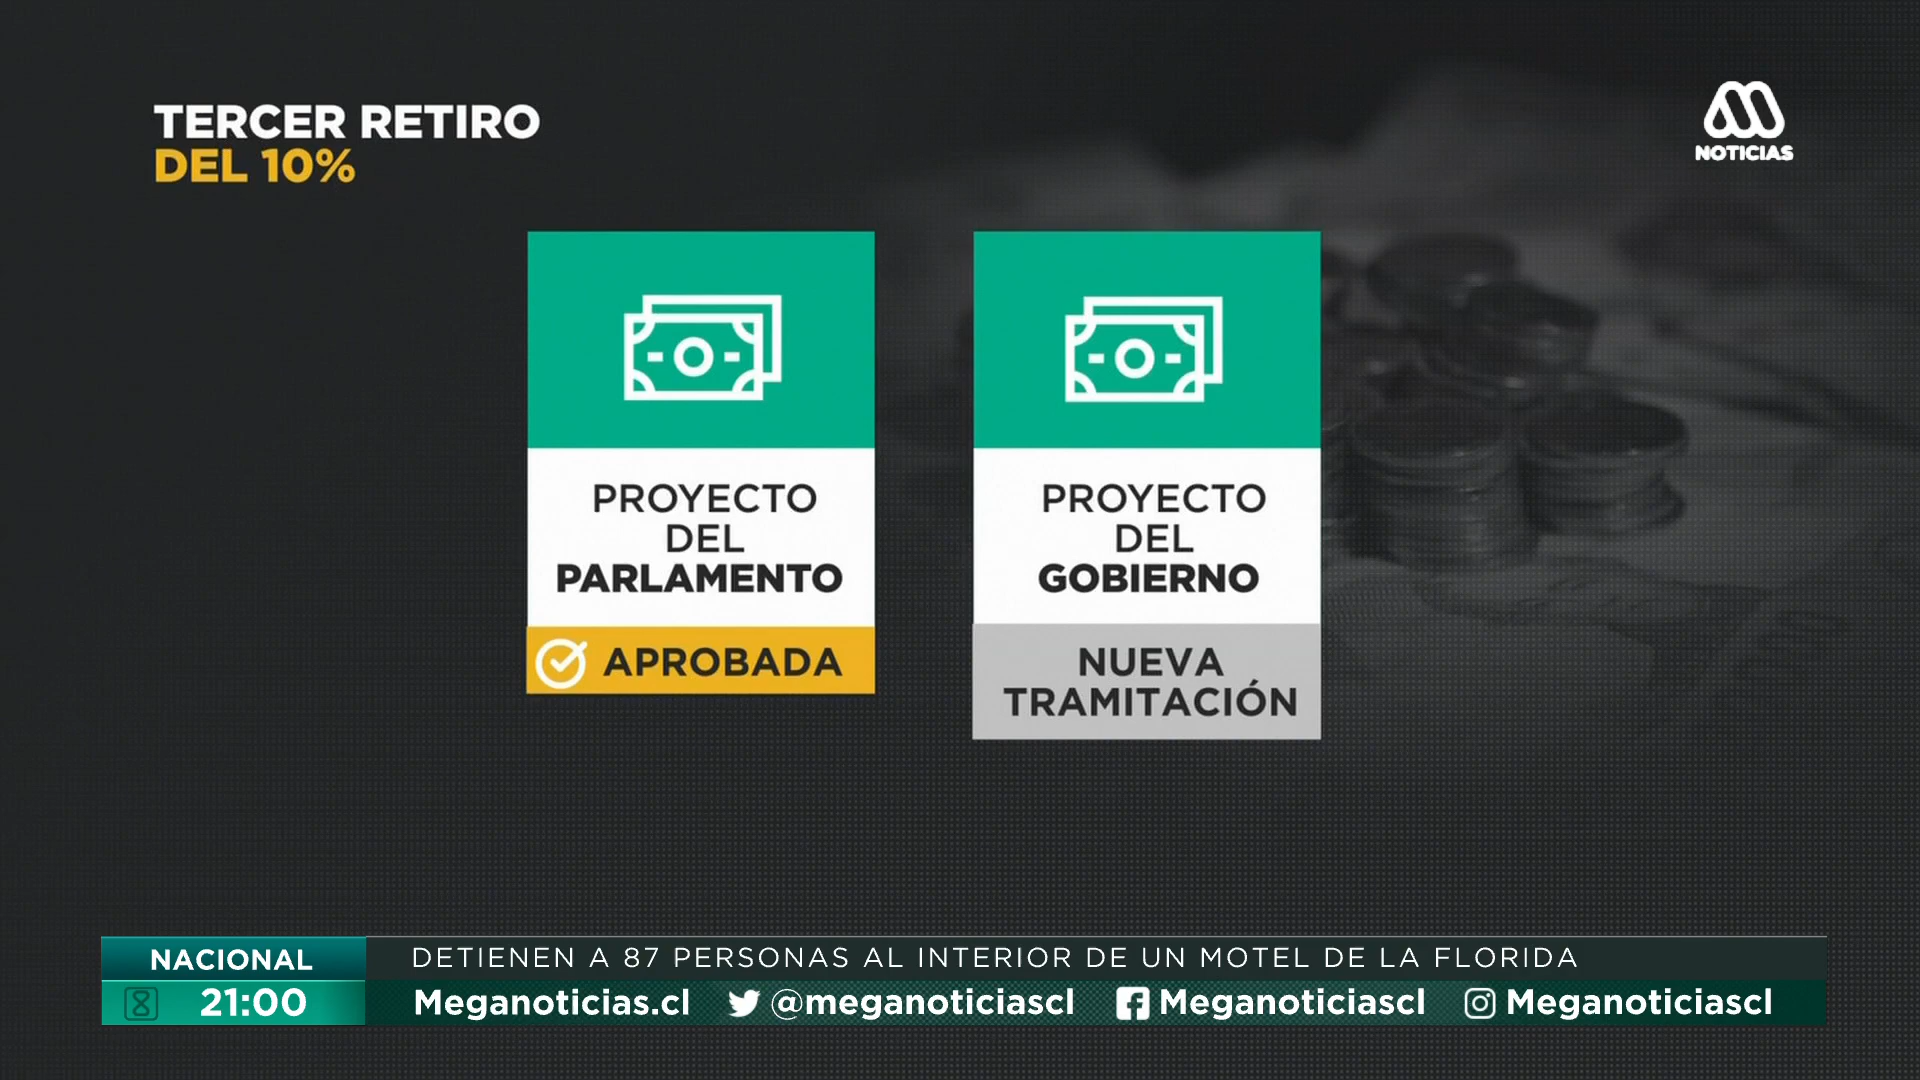 TERCER RETIRO
DEL 10%
NOTICIAS
PROYECTO
DEL
PARLAMENTO
APROBADA
PROYECTO
DEL
GOBIERNO
NUEVA
TRAMITACIÓN
NACIONAL
DETIENEN A 87 PERSONAS AL INTERIOR DE UN MOTEL DE LA FLORIDA
21:00
Meganoticias.cl @meganoticiascl Meganoticiascl Meganoticiascl